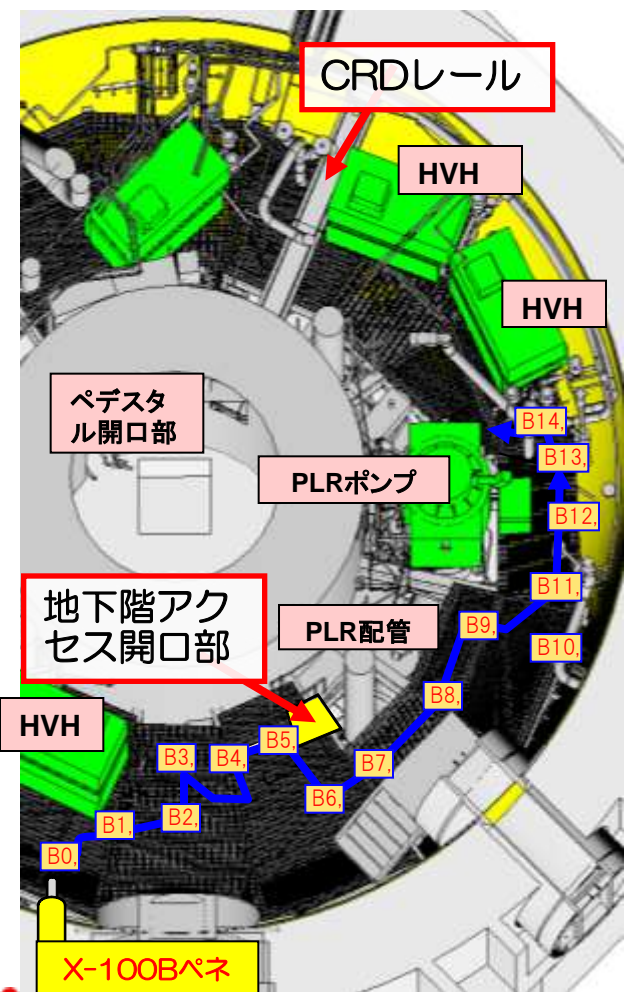 CRDレール
HVH
HVH
ペデスタ
ル開口部
B14,
B13,
PLRポンプ
B12,
B11,
地下階アク
セス開口部
PLR配管
B9,
B10,
B8,
HVH
B5,
B3,
B4,
B7,
B6,
B2,
B1,
B0,
X-100Bペネ